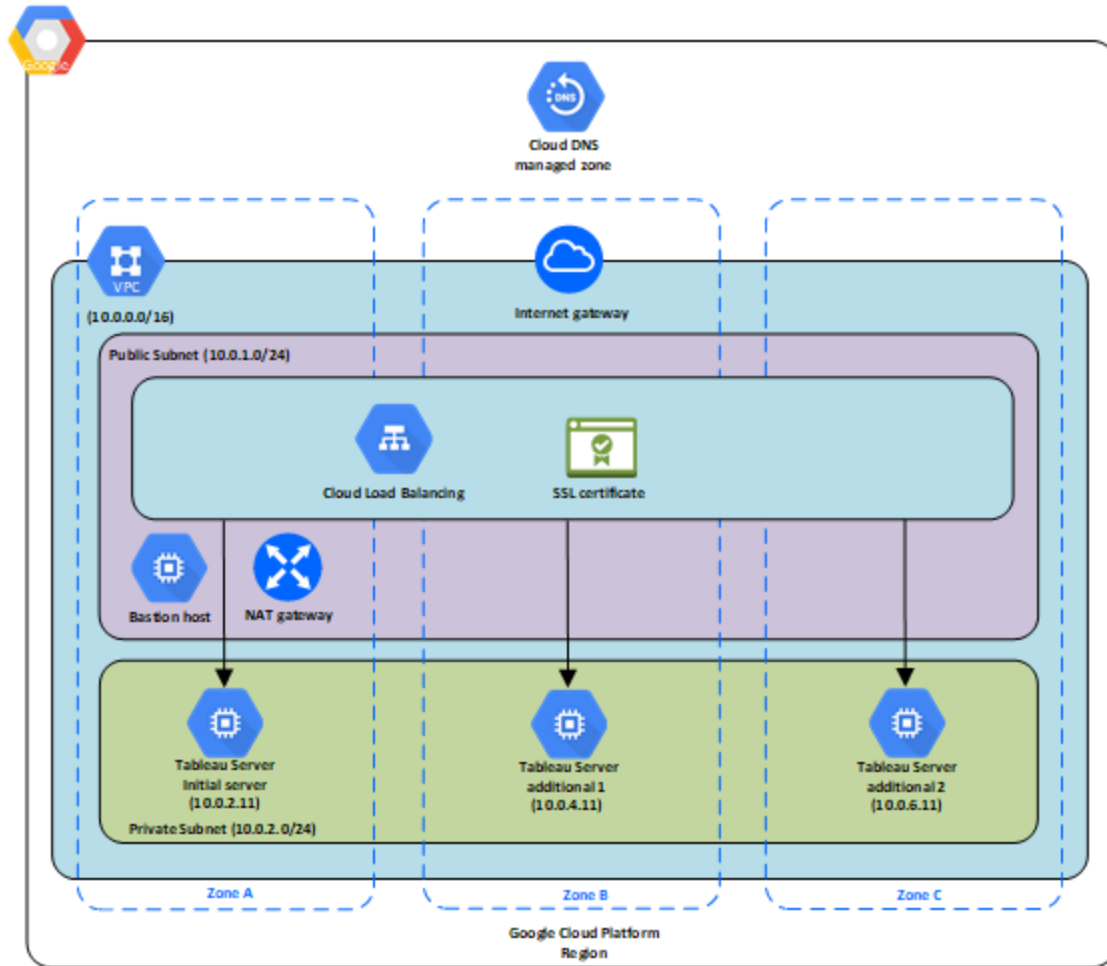 Google
Cloud DNS
managed zone
VPC
(10.0.0.0/16)
Internet gateway
Public Subnet (10.0.1.0/24)
Cloud Load Balancing
SSL certificate
Bastion host
NAT gateway
Tableau Server
Initial server
(10.0.2.11)
Tableau Server
additional 1
(10.0.4.11)
Tableau Server
additional 2
(10.0.6.11)
Private Subnet (10.0.2.0/24)
Zone A
Zone B
Zone C
Google Cloud Platform
Region
DNS